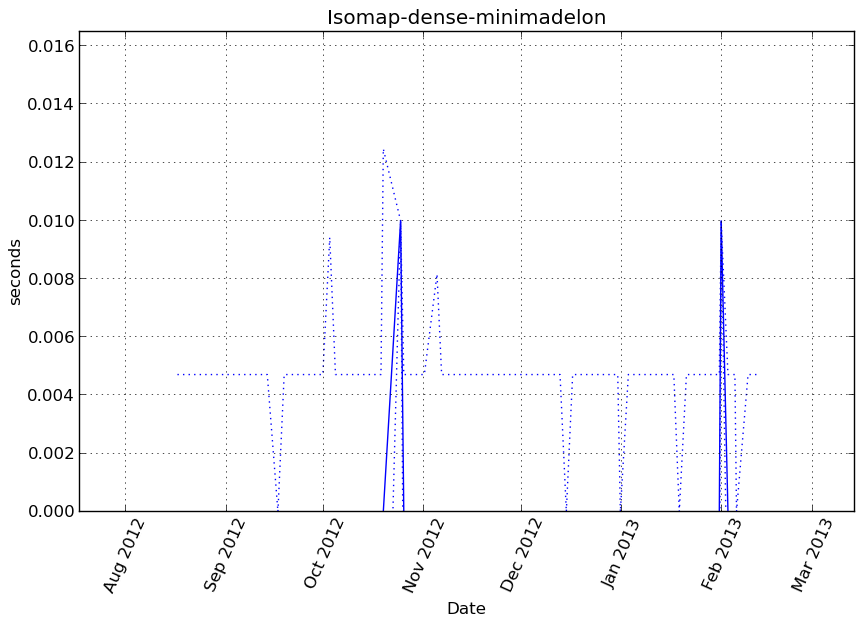 Isomap-dense-minimadelon
0.016
0.014
0.012
0.010
0.008
0.006
0.004
0.002
0.000
seconds
Aug 2012
Sep 2012
Oct 2012
Nov 2012
Dec 2012
Jan 2013
Feb 2013
Mar 2013
Date